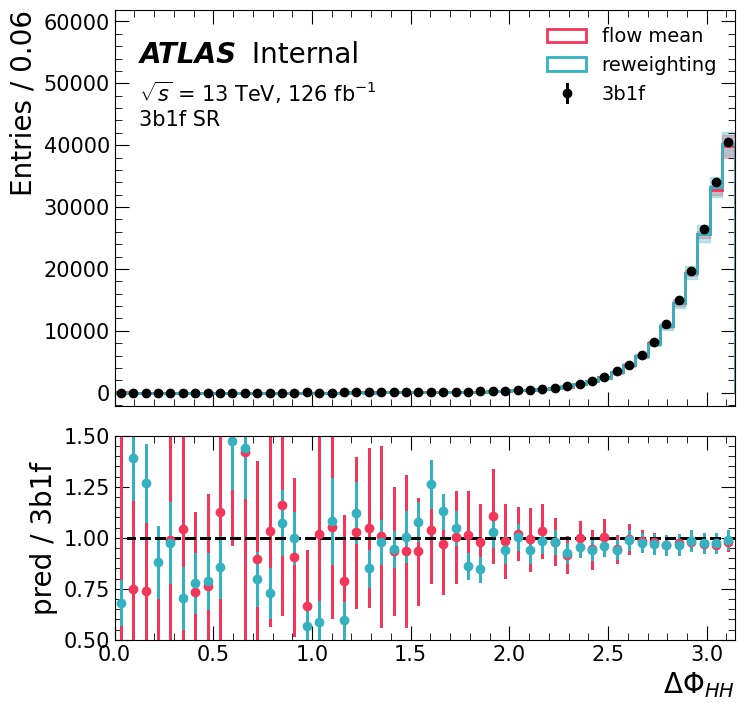 60000
50000
40000
30000
20000
10000
0
Entries / 0.06
ATLAS Internal
√s = 13 TeV, 126 fb⁻¹
3b1f SR
flow mean
reweighting
3b1f
1.50
1.25
1.00
0.75
0.50
pred / 3b1f
0.0 0.5 1.0 1.5 2.0 2.5 3.0
ΔΦ_HH